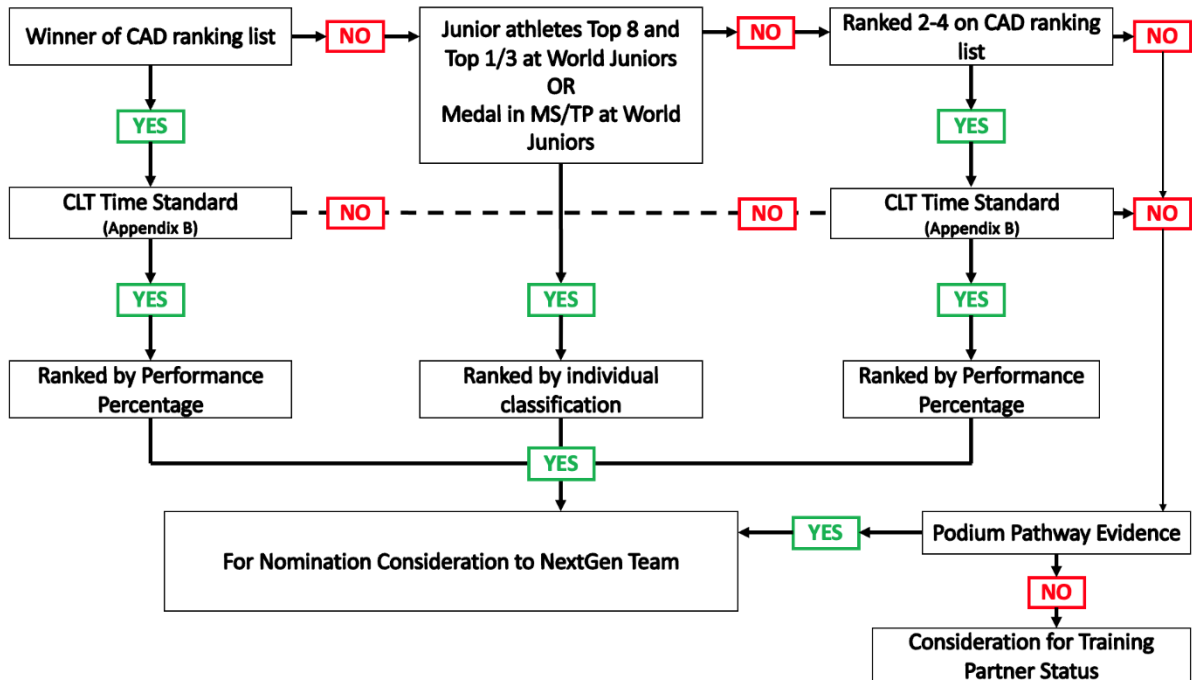 Winner of CAD ranking list
NO
Junior athletes Top 8 and
Top 1/3 at World Juniors
OR
Medal in MS/TP at World
Juniors
NO
Ranked 2-4 on CAD ranking
list
NO
YES
YES
CLT Time Standard
(Appendix B)
NO
NO
CLT Time Standard
(Appendix B)
NO
YES
YES
YES
Ranked by Performance
Percentage
Ranked by individual
classification
Ranked by Performance
Percentage
YES
For Nomination Consideration to NextGen Team
YES
Podium Pathway Evidence
NO
Consideration for Training
Partner Status